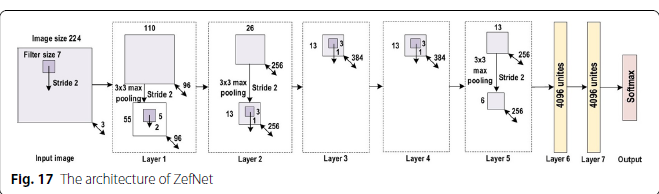 Image size 224
Filter size 7
Stride 2
3
Input image
110
96
3x3 max
pooling
Stride 2
55
5
2
96
Layer 1
26
256
3x3 max
pooling
Stride 2
13
3
1
256
Layer 2
13
3
1
384
Layer 3
13
3
1
384
Layer 4
13
256
3x3
max
pooling
Stride 2
6
256
Layer 5
4096 unites
Layer 6
4096 unites
Layer 7
Softmax
Output
Fig. 17 The architecture of ZefNet